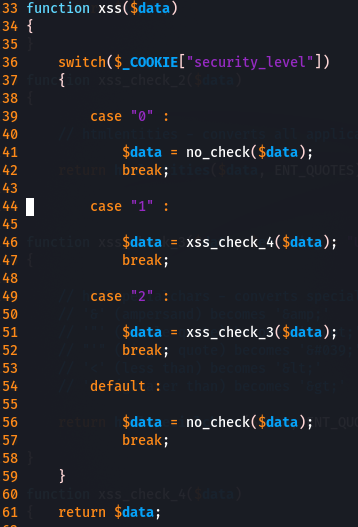 33 function xss($data)
34 {
35
36 switch($_COOKIE["security_level"])
37 {
38
39 case "0" :
40
41 $data = no_check($data);
42 break;
43
44 case "1" :
45
46 $data = xss_check_4($data);
47 break;
48
49 case "2" :
50
51 $data = xss_check_3($data);
52 break;
53
54 default :
55
56 $data = no_check($data);
57 break;
58
59 }
60
61 return $data;